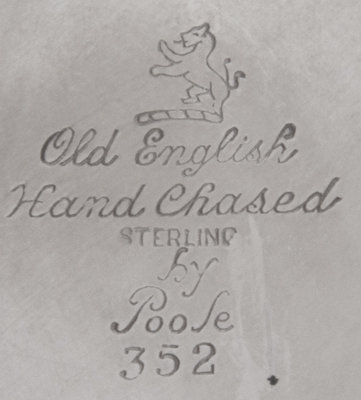 Old English
Hand Chased
STERLING
by
Poole
352